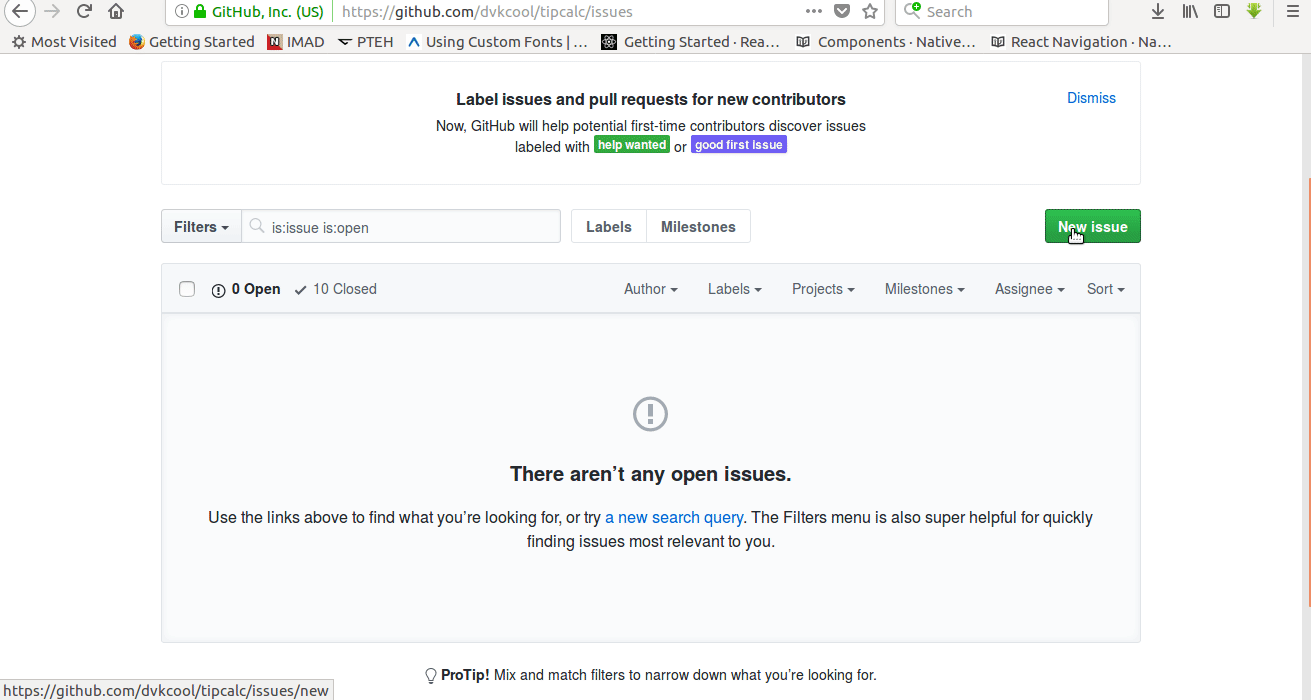 GitHub, Inc. (US) https://github.com/dvkcool/tipcalc/issues Search
Most Visited Getting Started IMAD PTEH Using Custom Fonts | ... Getting Started · Rea... Components · Native... React Navigation · Na...
Label issues and pull requests for new contributors
Dismiss
Now, GitHub will help potential first-time contributors discover issues
labeled with help wanted or good first issue
Filters is:issue is:open Labels Milestones New issue
0 Open 10 Closed Author Labels Projects Milestones Assignee Sort
There aren’t any open issues.
Use the links above to find what you’re looking for, or try a new search query. The Filters menu is also super helpful for quickly
finding issues most relevant to you.
ProTip! Mix and match filters to narrow down what you’re looking for.
https://github.com/dvkcool/tipcalc/issues/new